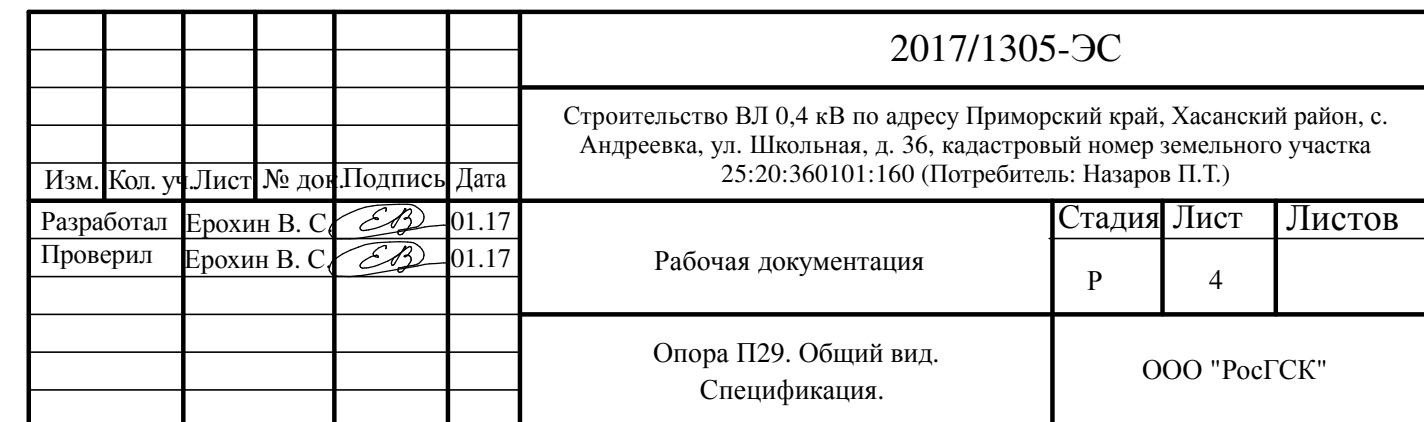 2017/1305-ЭС
Строительство ВЛ 0,4 кВ по адресу Приморский край, Хасанский район, с.
Андреевка, ул. Школьная, д. 36, кадастровый номер земельного участка
25:20:360101:160 (Потребитель: Назаров П.Т.)
Изм. Кол. уч. Лист № док. Подпись Дата
Разработал Ерохин В. С. ЕВ 01.17
Проверил Ерохин В. С. ЕВ 01.17
Рабочая документация
Стадия Лист Листов
Р 4
Опора П29. Общий вид.
Спецификация.
ООО "РосГСК"